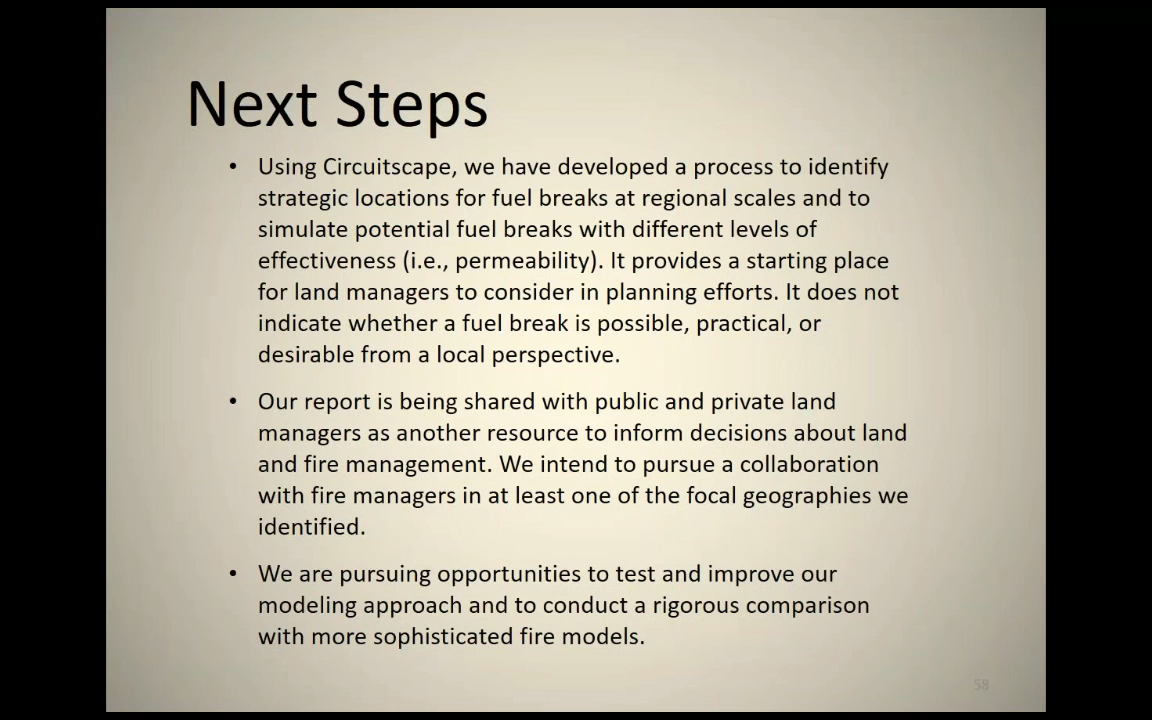 Next Steps
• Using Circuitscape, we have developed a process to identify
strategic locations for fuel breaks at regional scales and to
simulate potential fuel breaks with different levels of
effectiveness (i.e., permeability). It provides a starting place
for land managers to consider in planning efforts. It does not
indicate whether a fuel break is possible, practical, or
desirable from a local perspective.
• Our report is being shared with public and private land
managers as another resource to inform decisions about land
and fire management. We intend to pursue a collaboration
with fire managers in at least one of the focal geographies we
identified.
• We are pursuing opportunities to test and improve our
modeling approach and to conduct a rigorous comparison
with more sophisticated fire models.
58